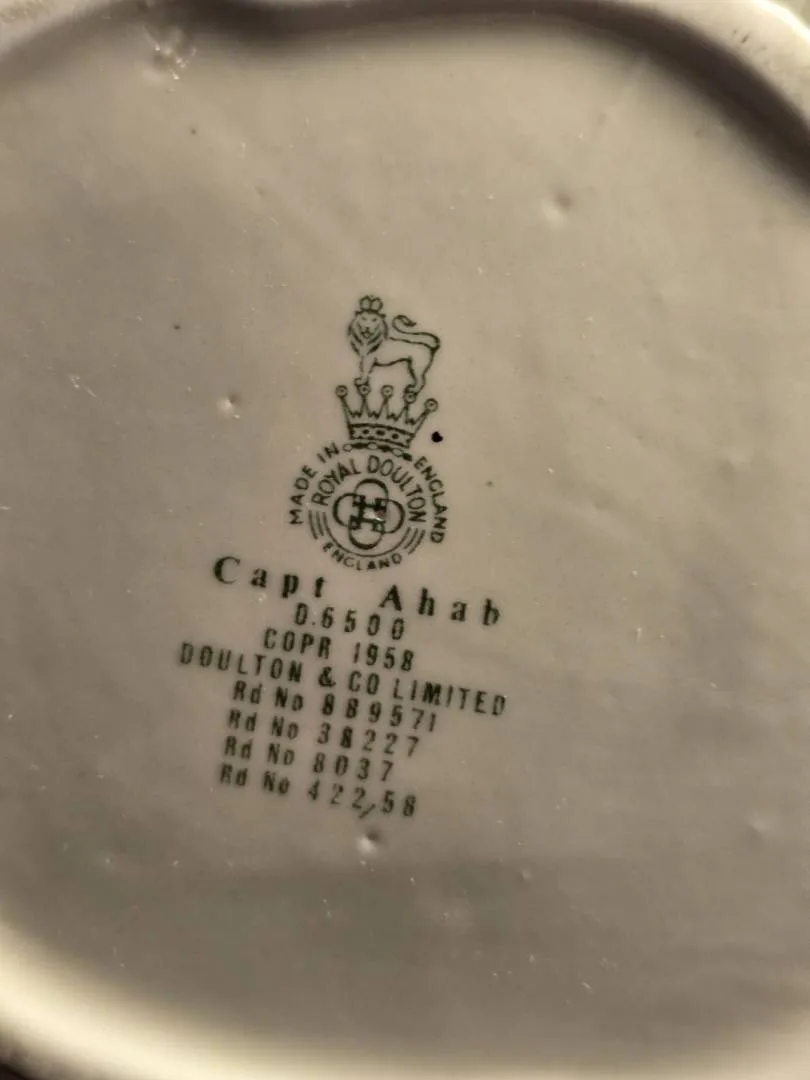 MADE IN ENGLAND
ROYAL DOULTON
ENGLAND
Capt Ahab
D.6500
COPR 1958
DOULTON & CO LIMITED
Rd No 889571
Rd No 38227
Rd No 8037
Rd No 422/58